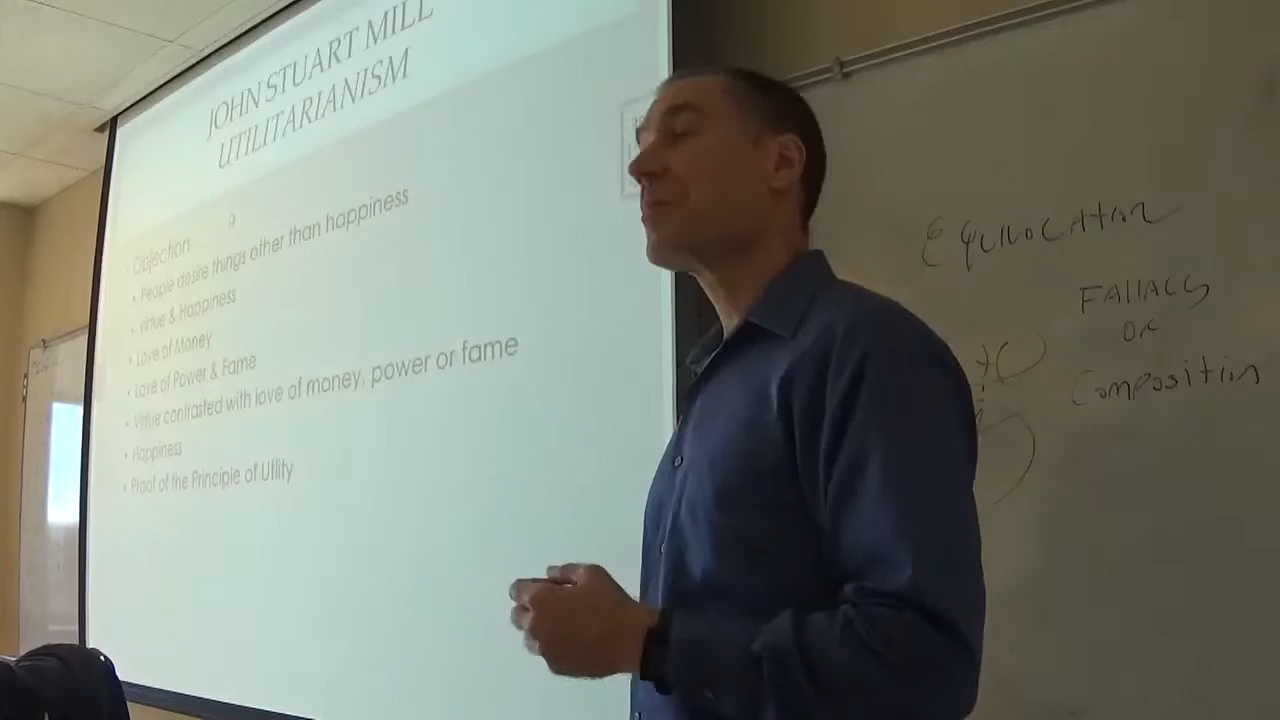 JOHN STUART MILL
UTILITARIANISM
• Objection
• People desire things other than happiness
• Virtue & Happiness
• Love of Money
• Love of Power & Fame
• Virtue contrasted with love of money, power or fame
• Happiness
• Proof of the Principle of Utility
EQUIVOCATION
FALLACY
OF
COMPOSITION